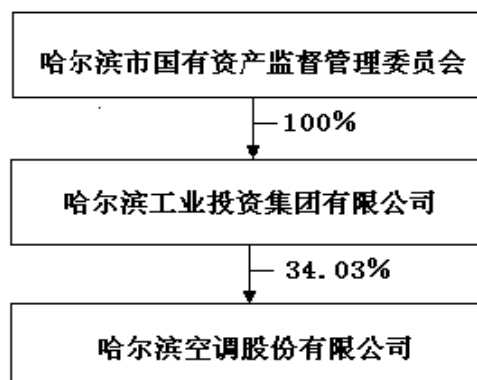 哈尔滨市国有资产监督管理委员会
100%
哈尔滨工业投资集团有限公司
34.03%
哈尔滨空调股份有限公司